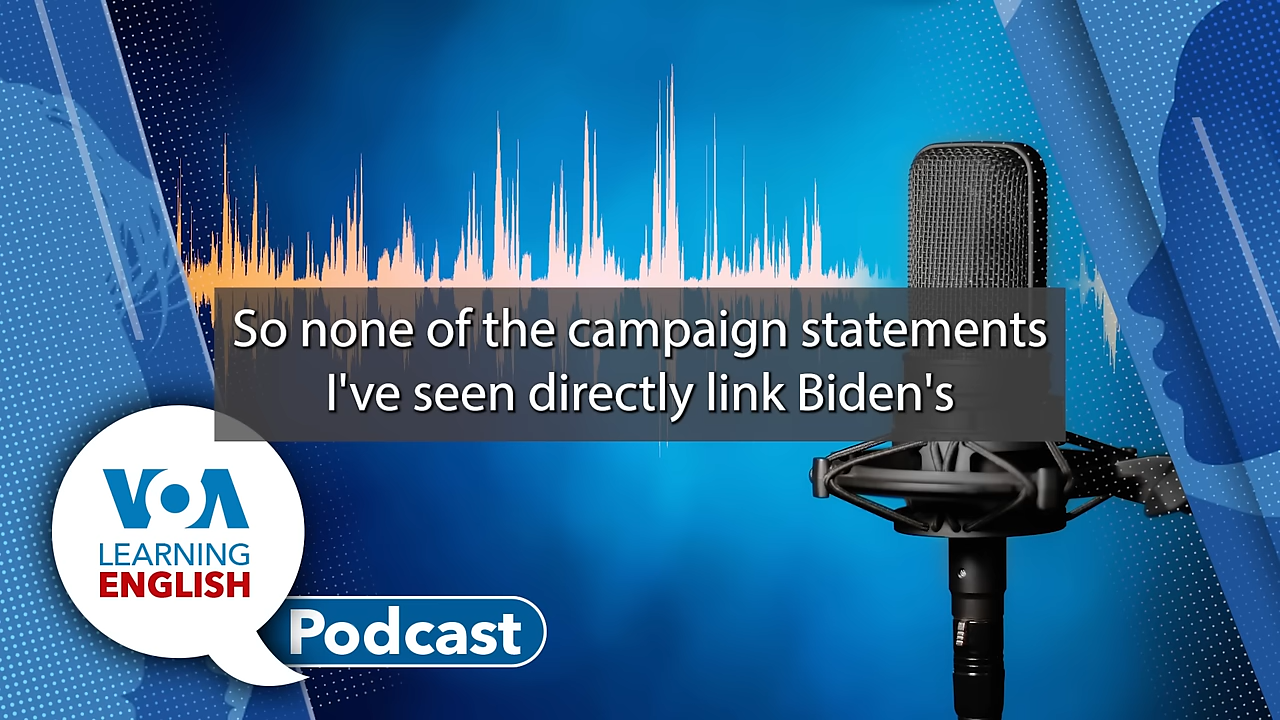 So none of the campaign statements
I've seen directly link Biden's
VOA
LEARNING
ENGLISH
Podcast